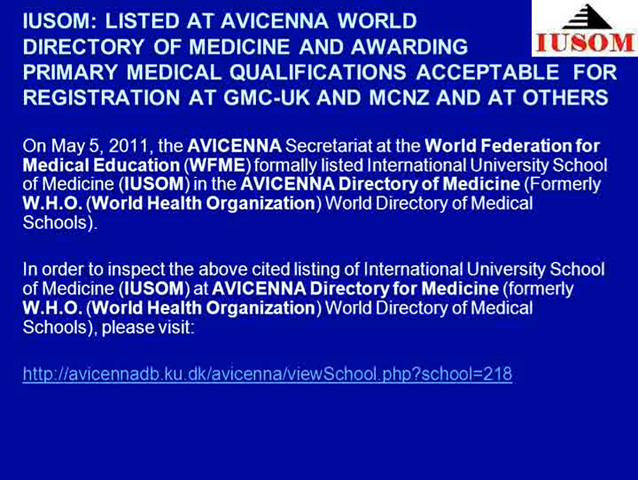 IUSOM: LISTED AT AVICENNA WORLD
DIRECTORY OF MEDICINE AND AWARDING
PRIMARY MEDICAL QUALIFICATIONS ACCEPTABLE FOR
REGISTRATION AT GMC-UK AND MCNZ AND AT OTHERS
IUSOM
On May 5, 2011, the AVICENNA Secretariat at the World Federation for
Medical Education (WFME) formally listed International University School
of Medicine (IUSOM) in the AVICENNA Directory of Medicine (Formerly
W.H.O. (World Health Organization) World Directory of Medical
Schools).
In order to inspect the above cited listing of International University School
of Medicine (IUSOM) at AVICENNA Directory for Medicine (formerly
W.H.O. (World Health Organization) World Directory of Medical
Schools), please visit:
http://avicennadb.ku.dk/avicenna/viewSchool.php?school=218